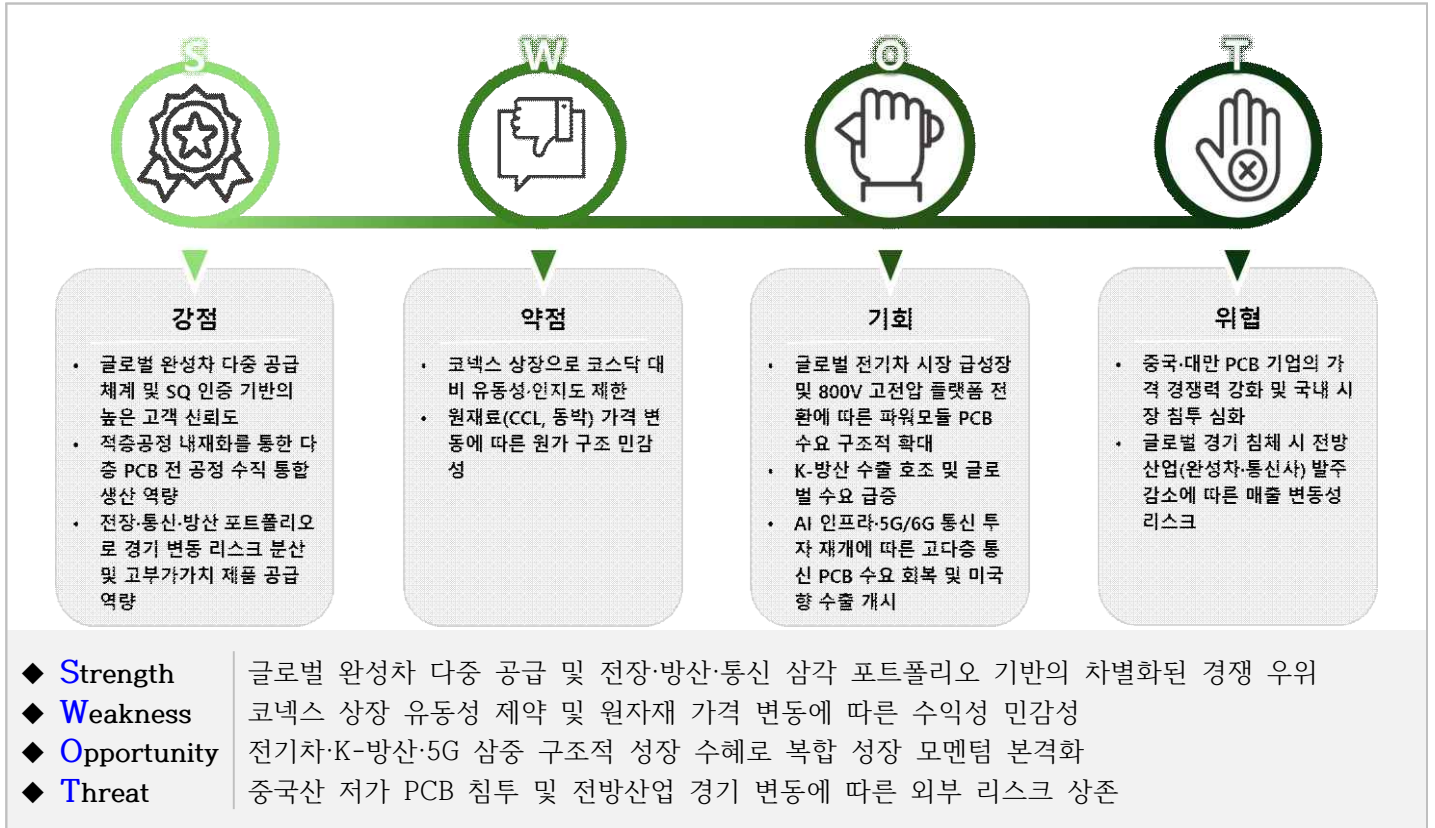 S
W
O
T
강점
• 글로벌 완성차 다중 공급
체계 및 SQ 인증 기반의
높은 고객 신뢰도
• 적층공정 내재화를 통한 다
층 PCB 전 공정 수직 통합
생산 역량
• 전장·통신·방산 포트폴리오
로 경기 변동 리스크 분산
및 고부가가치 제품 공급
역량
약점
• 코넥스 상장으로 코스닥 대
비 유동성·인지도 제한
• 원재료(CCL, 동박) 가격 변
동에 따른 원가 구조 민감
성
기회
• 글로벌 전기차 시장 급성장
및 800V 고전압 플랫폼 전
환에 따른 파워모듈 PCB
수요 구조적 확대
• K-방산 수출 호조 및 글로
벌 수요 급증
• AI 인프라·5G/6G 통신 투
자 재개에 따른 고다층 통
신 PCB 수요 회복 및 미국
향 수출 개시
위협
• 중국·대만 PCB 기업의 가
격 경쟁력 강화 및 국내 시
장 침투 심화
• 글로벌 경기 침체 시 전방
산업(완성차·통신사) 발주
감소에 따른 매출 변동성
리스크
◆ Strength 글로벌 완성차 다중 공급 및 전장·방산·통신 삼각 포트폴리오 기반의 차별화된 경쟁 우위
◆ Weakness 코넥스 상장 유동성 제약 및 원자재 가격 변동에 따른 수익성 민감성
◆ Opportunity 전기차·K-방산·5G 삼중 구조적 성장 수혜로 복합 성장 모멘텀 본격화
◆ Threat 중국산 저가 PCB 침투 및 전방산업 경기 변동에 따른 외부 리스크 상존